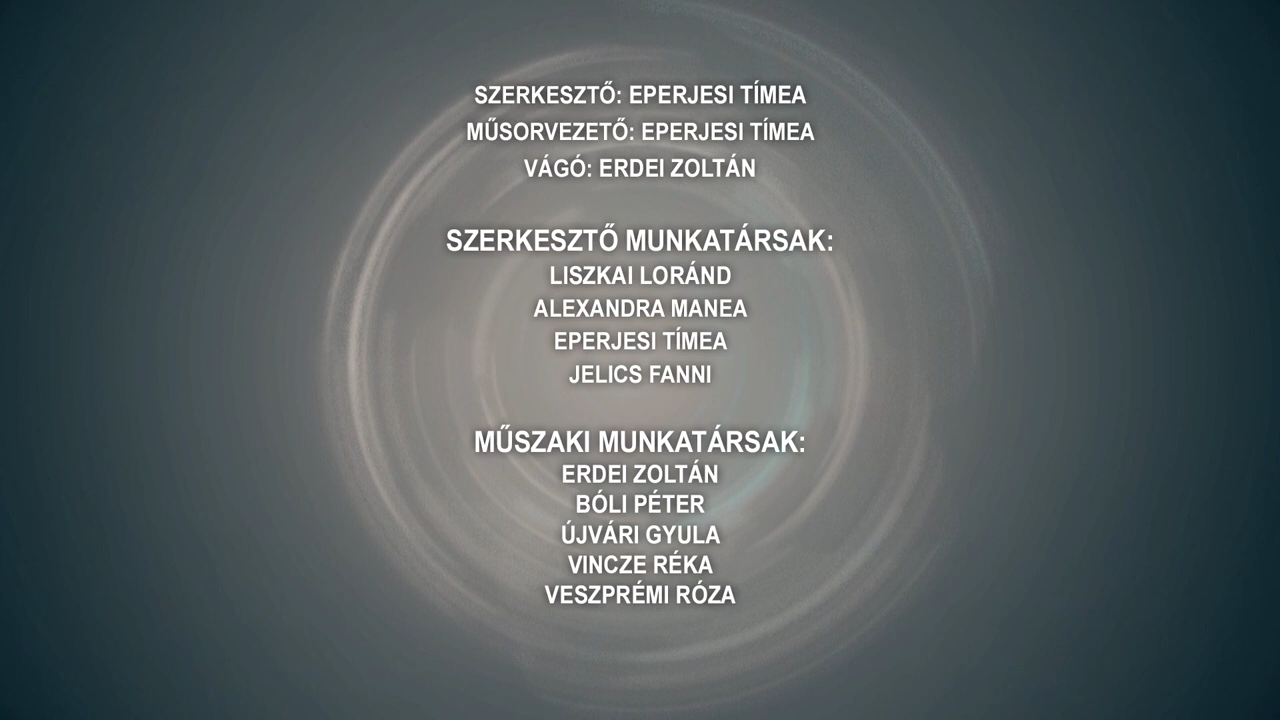 SZERKESZTŐ: EPERJESI TÍMEA
MŰSORVEZETŐ: EPERJESI TÍMEA
VÁGÓ: ERDEI ZOLTÁN
SZERKESZTŐ MUNKATÁRSAK:
LISZKAI LORÁND
ALEXANDRA MANEA
EPERJESI TÍMEA
JELICS FANNI
MŰSZAKI MUNKATÁRSAK:
ERDEI ZOLTÁN
BÓLI PÉTER
ÚJVÁRI GYULA
VINCZE RÉKA
VESZPRÉMI RÓZA